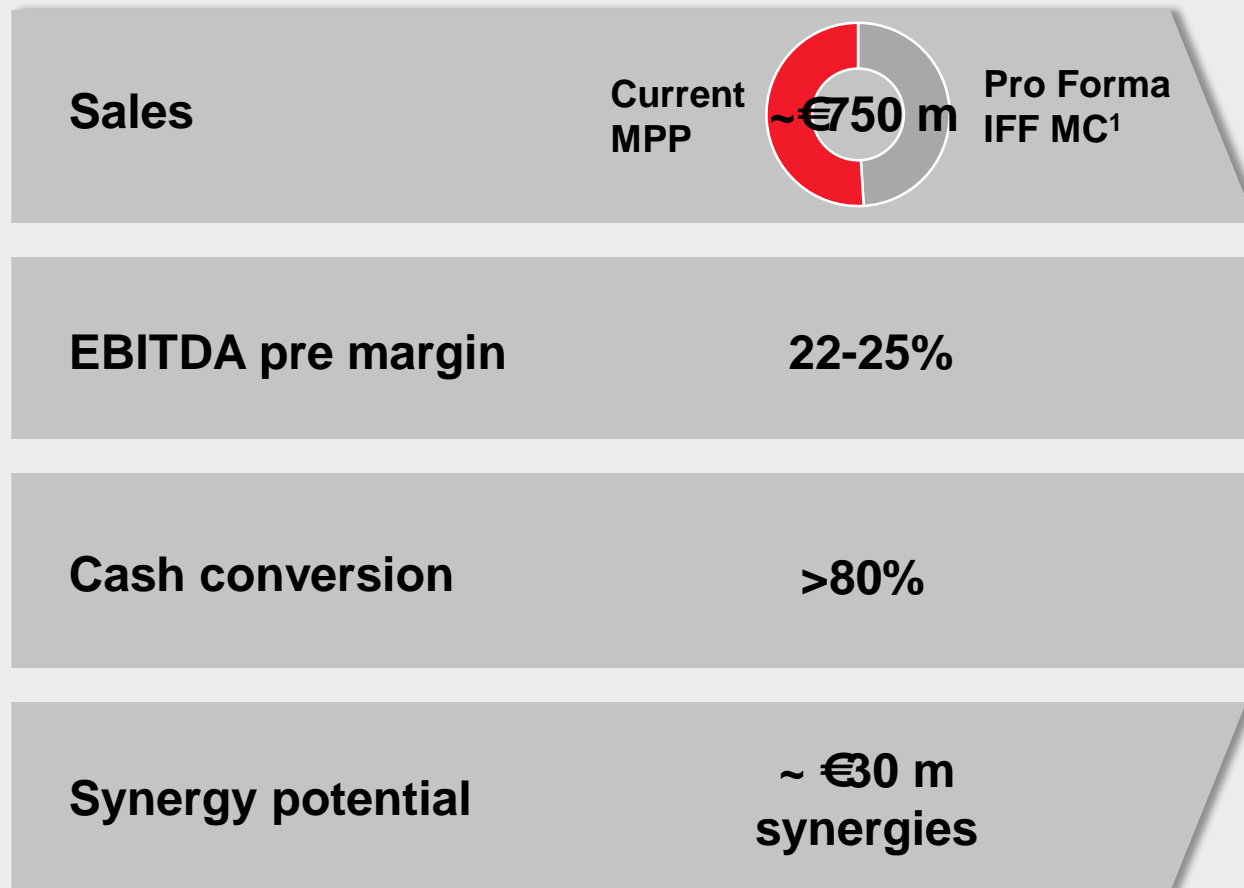 Sales
Current
MPP
~€750 m
Pro Forma
IFF MC¹
EBITDA pre margin
22-25%
Cash conversion
>80%
Synergy potential
~ €30 m
synergies